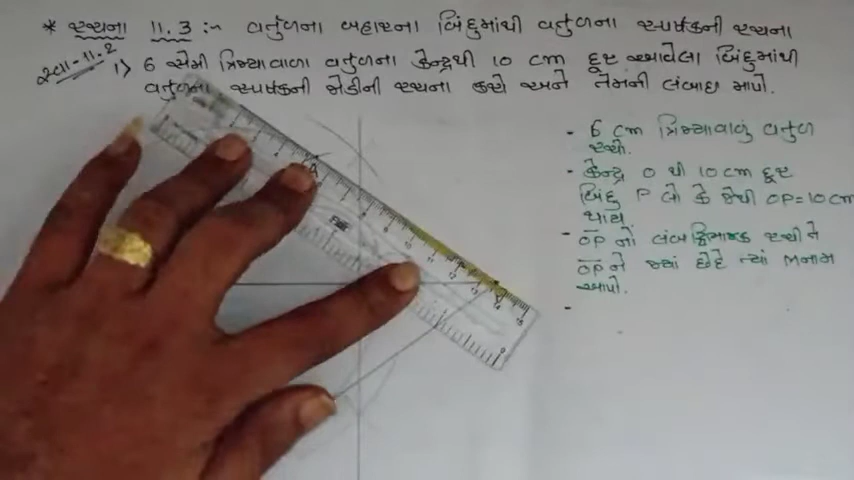 * રચના 11.3 :- વર્તુળના બહારના બિંદુમાંથી વર્તુળના સ્પર્શકની રચના
સ્વા-11.2 1) 6 સેમી ત્રિજ્યાવાળા વર્તુળના કેન્દ્રથી 10 cm દૂર આવેલા બિંદુમાંથી
વર્તુળના સ્પર્શકની જોડીની રચના કરો અને તેમની લંબાઇ માપો.
- 6 cm ત્રિજ્યાવાળું વર્તુળ
રચો.
- કેન્દ્ર O થી 10 cm દૂર
બિંદુ P લો કે જેથી OP=10cm
થાય
- OP નો લંબદ્વિભાજક રચીને
OP ને જ્યાં છેદે ત્યાં M નામ
આપો.
-